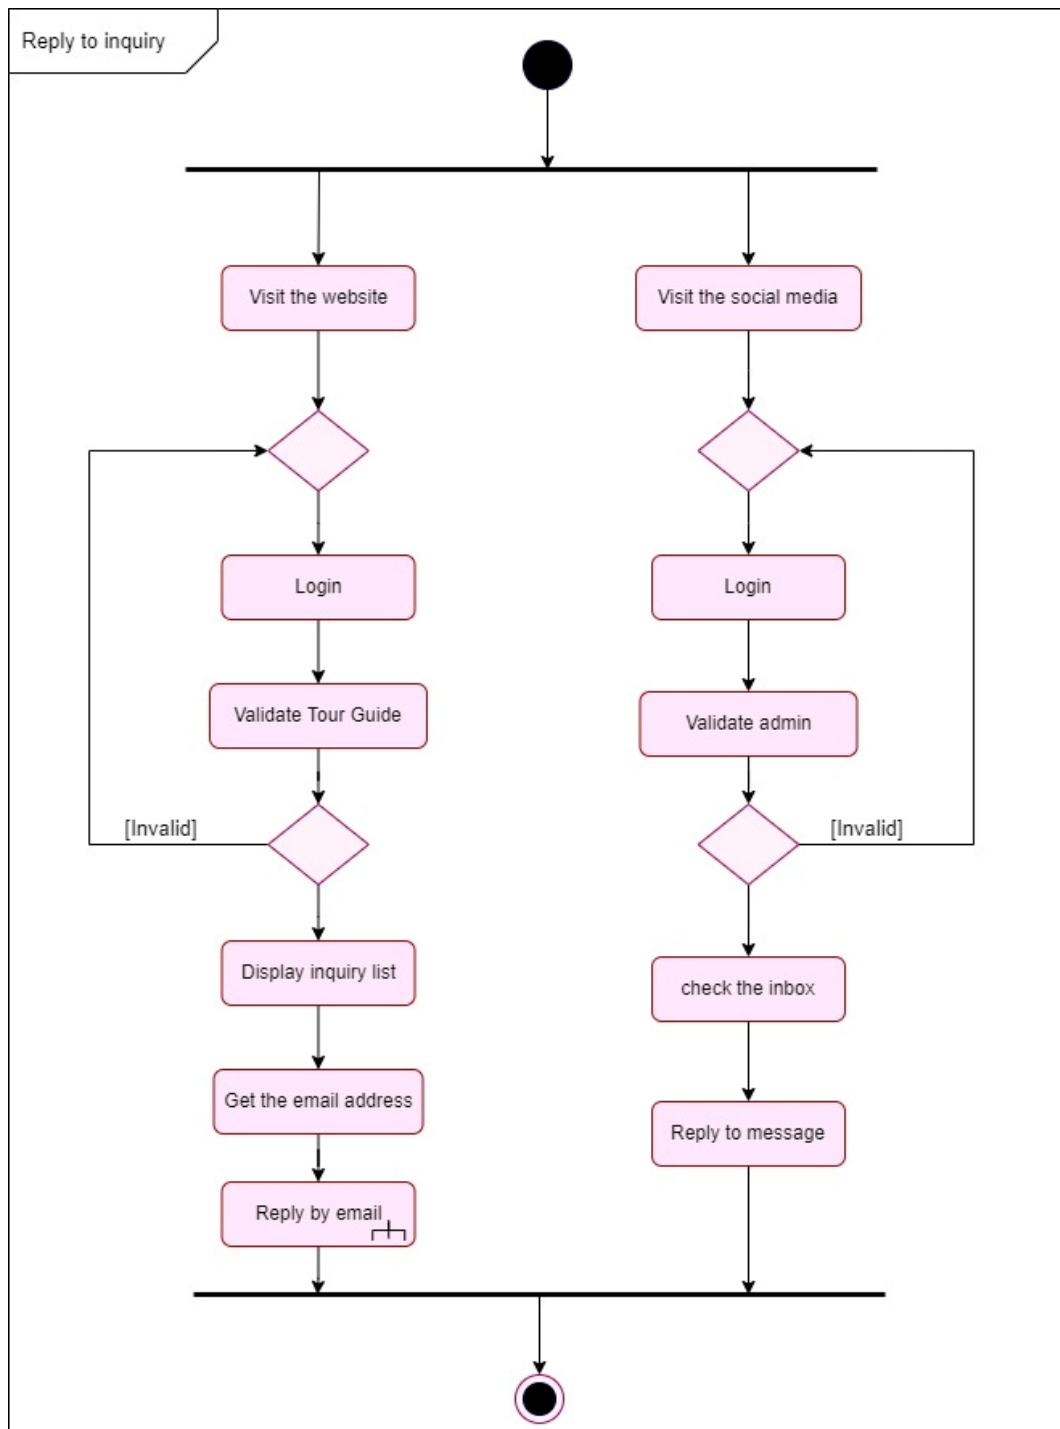 Reply to inquiry
Visit the website
Visit the social media
Login
Login
Validate Tour Guide
Validate admin
[Invalid]
[Invalid]
Display inquiry list
check the inbox
Get the email address
Reply to message
Reply by email